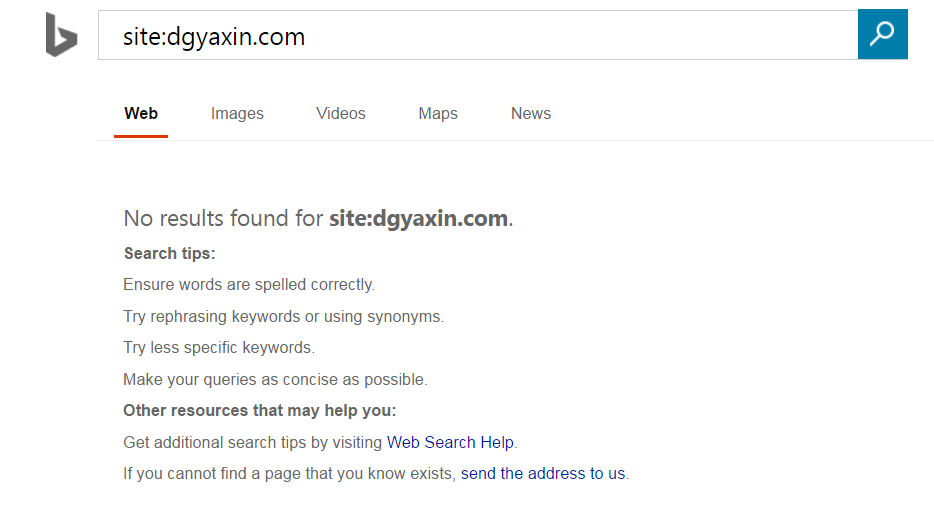 site:dgyaxin.com
Web Images Videos Maps News
No results found for site:dgyaxin.com.
Search tips:
Ensure words are spelled correctly.
Try rephrasing keywords or using synonyms.
Try less specific keywords.
Make your queries as concise as possible.
Other resources that may help you:
Get additional search tips by visiting Web Search Help.
If you cannot find a page that you know exists, send the address to us.